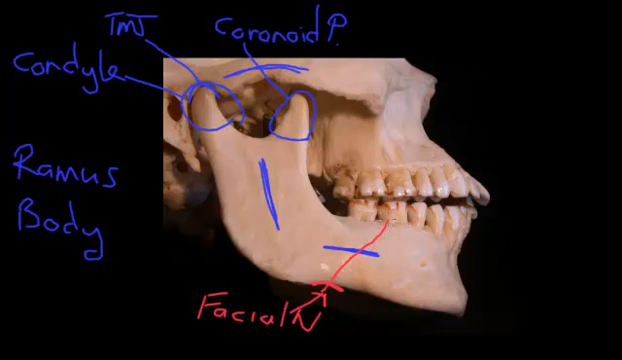 TMJ
Coronoid P.
Condyle
Ramus
Body
Facial N